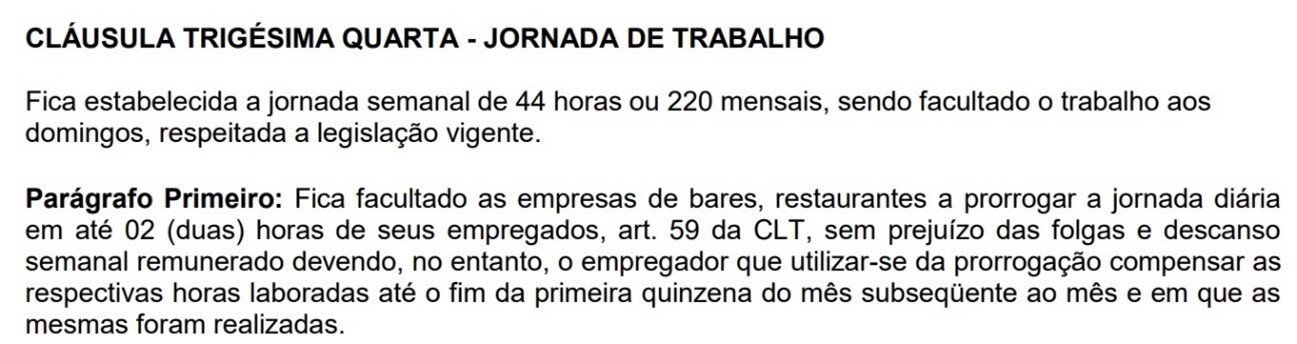 CLÁUSULA TRIGÉSIMA QUARTA - JORNADA DE TRABALHO
Fica estabelecida a jornada semanal de 44 horas ou 220 mensais, sendo facultado o trabalho aos
domingos, respeitada a legislação vigente.
Parágrafo Primeiro: Fica facultado as empresas de bares, restaurantes a prorrogar a jornada diária
em até 02 (duas) horas de seus empregados, art. 59 da CLT, sem prejuízo das folgas e descanso
semanal remunerado devendo, no entanto, o empregador que utilizar-se da prorrogação compensar as
respectivas horas laboradas até o fim da primeira quinzena do mês subseqüente ao mês e em que as
mesmas foram realizadas.